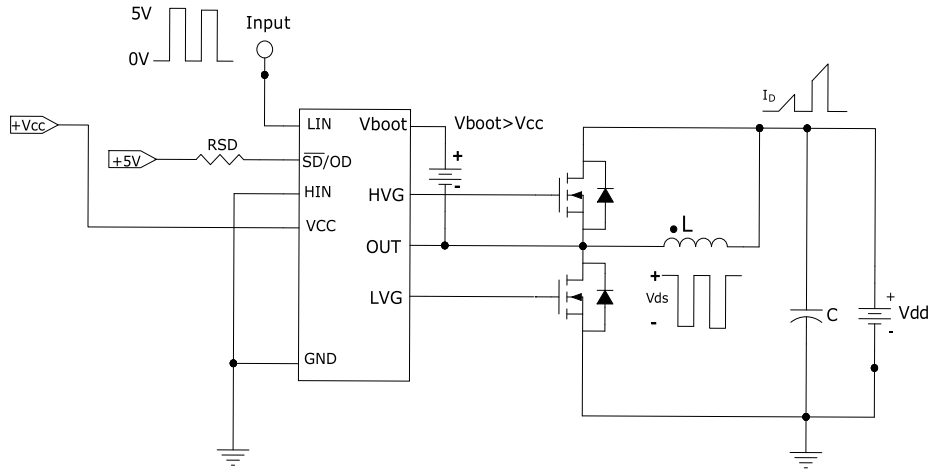 5V
Input
0V
+Vcc
+5V
RSD
LIN
SD/OD
HIN
VCC
GND
Vboot
HVG
OUT
LVG
Vboot>Vcc
+
-
L
+
Vds
-
ID
C
+
Vdd
-